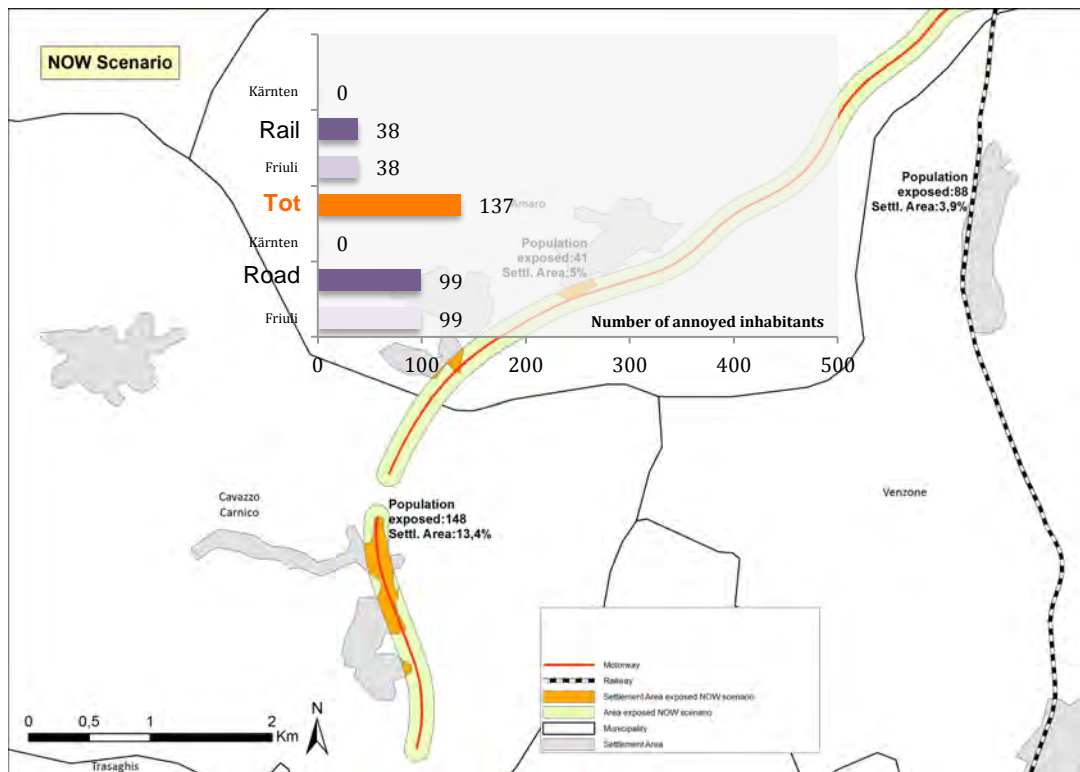 NOW Scenario
Kärnten 0
Rail 38
Friuli 38
Tot 137
Kärnten 0
Road 99
Friuli 99
Number of annoyed inhabitants
0 100 200 300 400 500
Amaro
Population
exposed:41
Settl. Area:5%
Population
exposed:88
Settl. Area:3,9%
Cavazzo
Carnico
Population
exposed:148
Settl. Area:13,4%
Venzone
Motorway
Railway
Settlement Area exposed NOW scenario
Area exposed NOW scenario
Municipality
Settlement Area
N
0 0,5 1 2
Km
Trasaghis